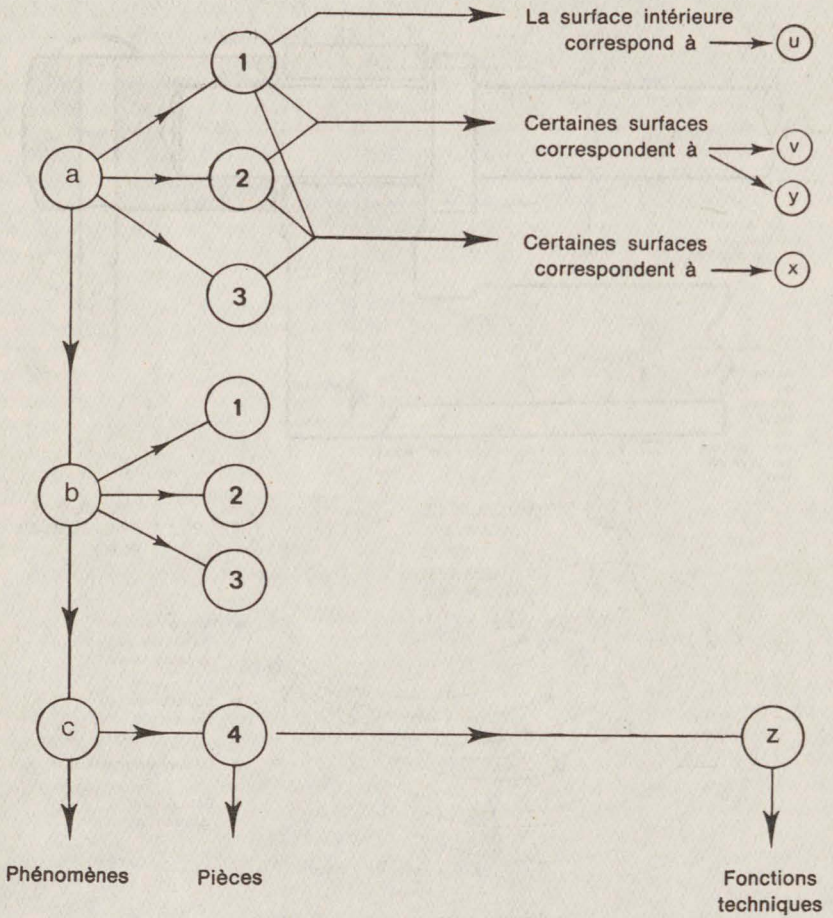 La surface intérieure
1
correspond à
u
Certaines surfaces
correspondent à
v
a
2
y
Certaines surfaces
correspondent à
x
3
1
b
2
3
c
4
z
Phénomènes
Pièces
Fonctions
techniques